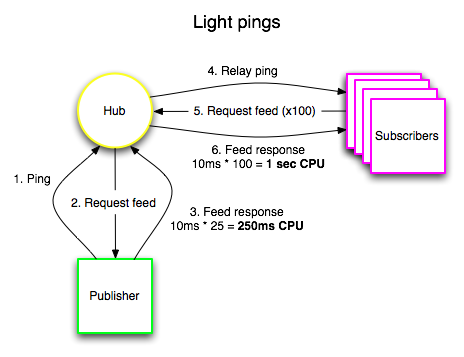 Light pings
4. Relay ping
Hub
5. Request feed (x100)
Subscribers
6. Feed response
10ms * 100 = 1 sec CPU
1. Ping
2. Request feed
3. Feed response
10ms * 25 = 250ms CPU
Publisher